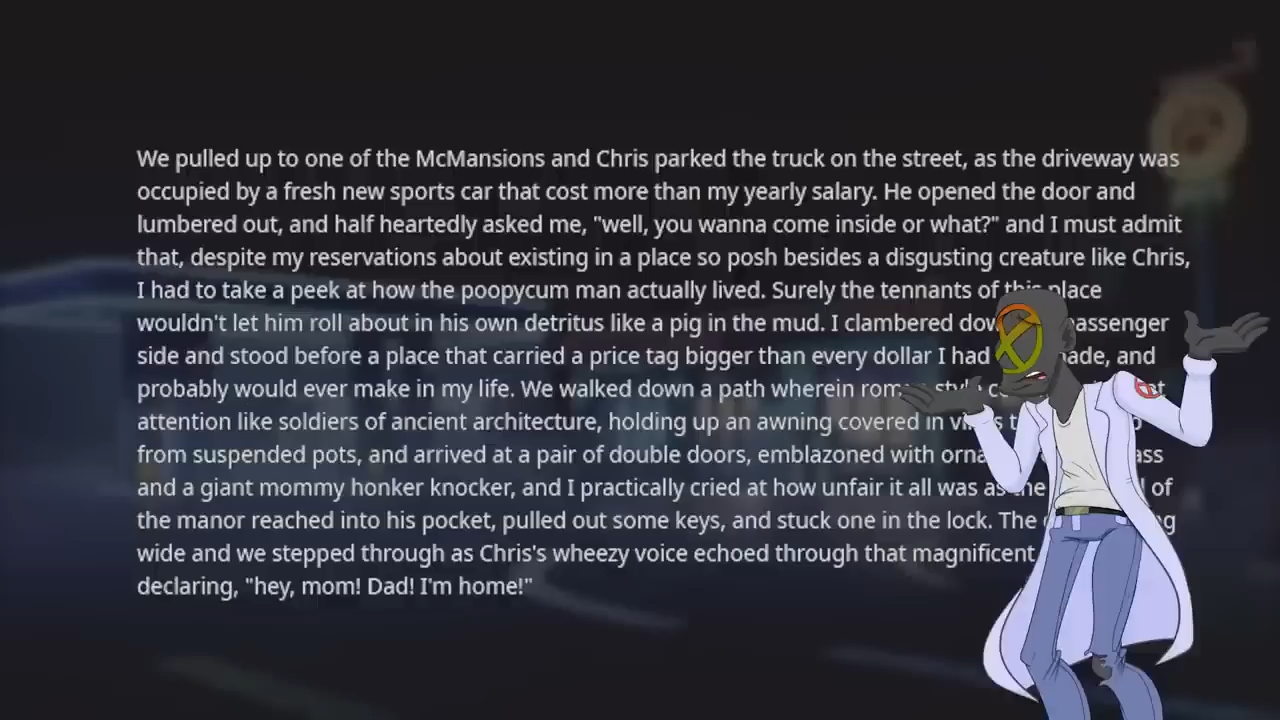 We pulled up to one of the McMansions and Chris parked the truck on the street, as the driveway was
occupied by a fresh new sports car that cost more than my yearly salary. He opened the door and
lumbered out, and half heartedly asked me, "well, you wanna come inside or what?" and I must admit
that, despite my reservations about existing in a place so posh besides a disgusting creature like Chris,
I had to take a peek at how the poopycum man actually lived. Surely the tennants of this place
wouldn't let him roll about in his own detritus like a pig in the mud. I clambered passenger
side and stood before a place that carried a price tag bigger than every dollar I had and
probably would ever make in my life. We walked down a path wherein
attention like soldiers of ancient architecture, holding up an awning covered in
from suspended pots, and arrived at a pair of double doors, emblazoned with
and a giant mommy honker knocker, and I practically cried at how unfair it all was as of
the manor reached into his pocket, pulled out some keys, and stuck one in the lock. The
wide and we stepped through as Chris's wheezy voice echoed through that magnificent
declaring, "hey, mom! Dad! I'm home!"